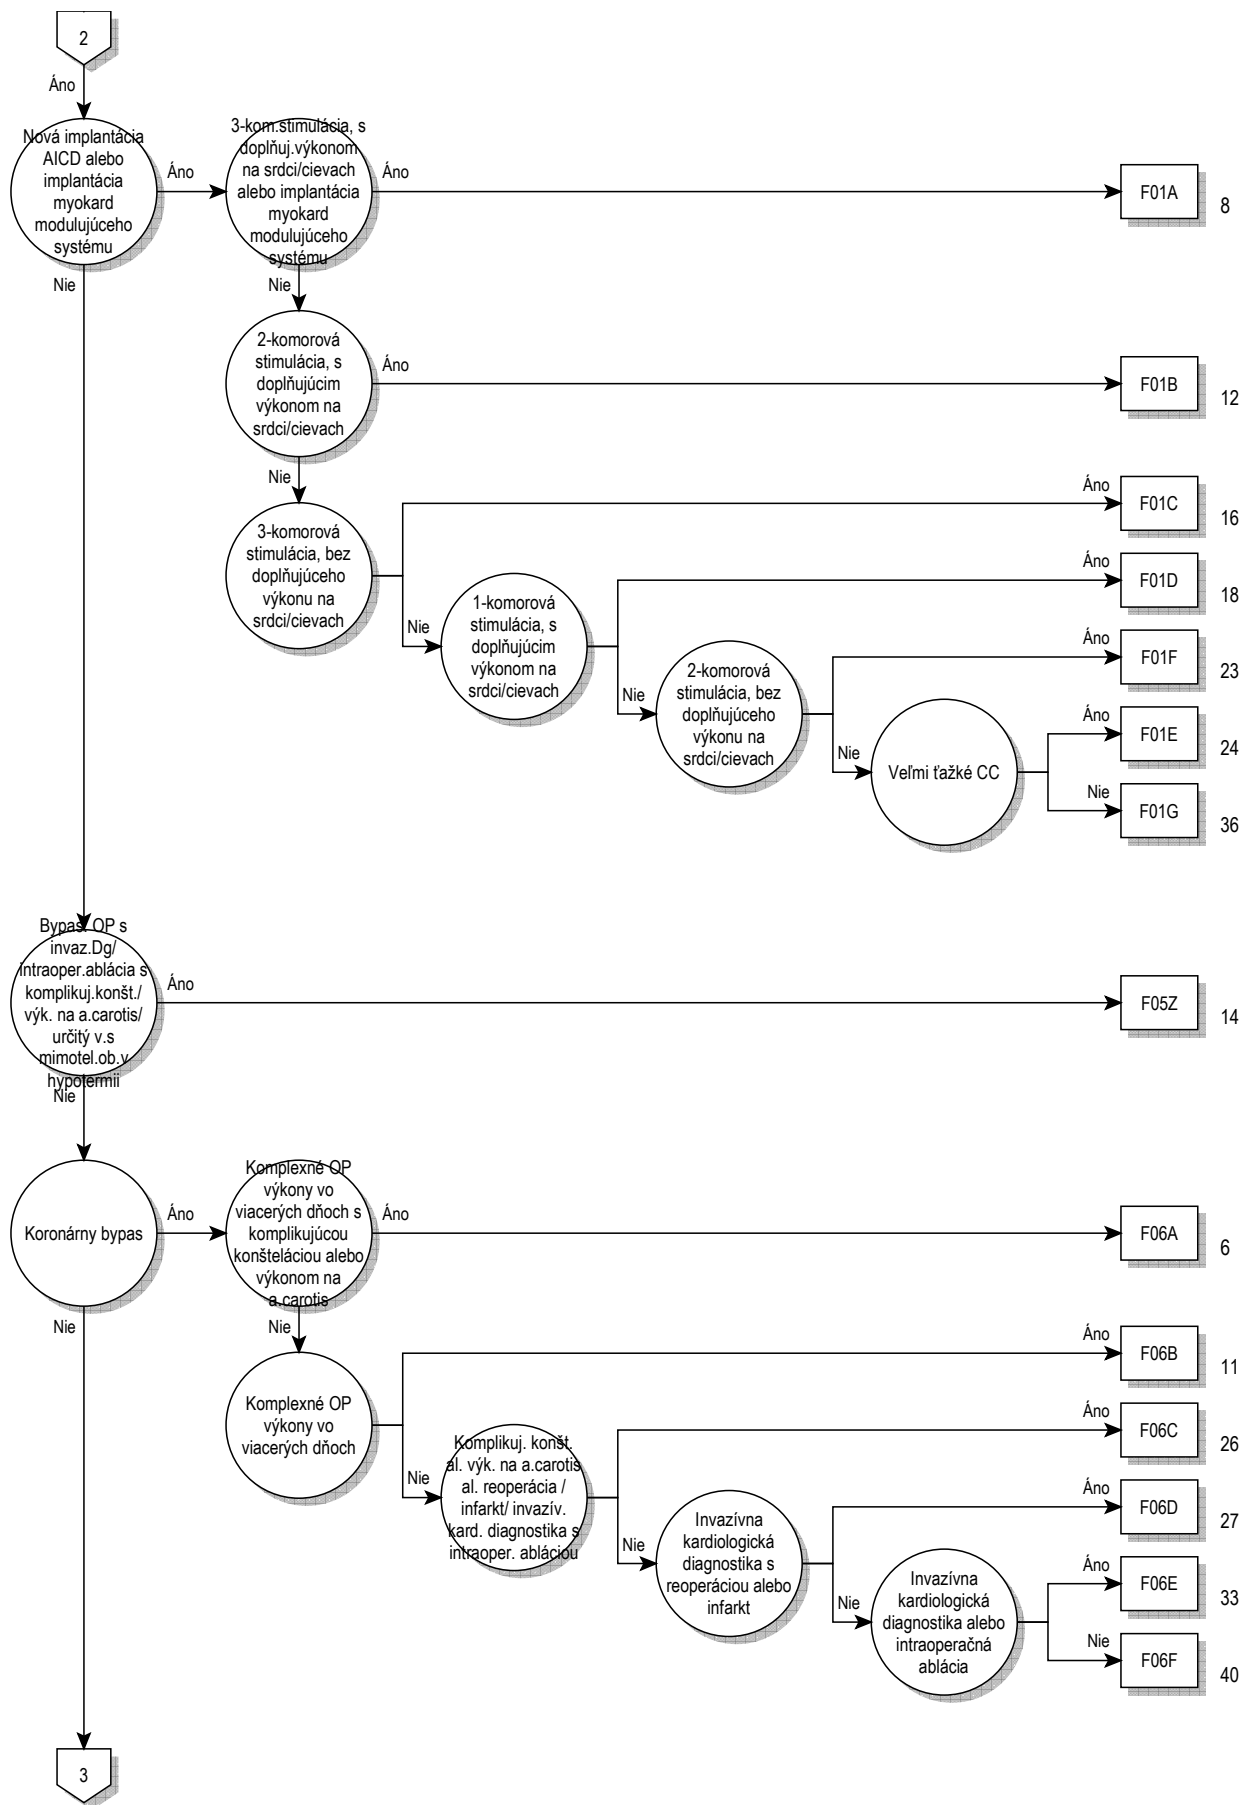 2
Áno
Nová implantácia
AICD alebo
implantácia
myokard
modulujúceho
systému
Áno
3-kom.stimulácia, s
doplňuj.výkonom
na srdci/cievach
alebo implantácia
myokard
modulujúceho
systému
Áno
F01A
8
Nie
Nie
2-komorová
stimulácia, s
doplňujúcim
výkonom na
srdci/cievach
Áno
F01B
12
Nie
3-komorová
stimulácia, bez
doplňujúceho
výkonu na
srdci/cievach
Áno
F01C
16
Nie
1-komorová
stimulácia, s
doplňujúcim
výkonom na
srdci/cievach
Áno
F01D
18
Nie
2-komorová
stimulácia, bez
doplňujúceho
výkonu na
srdci/cievach
Áno
F01F
23
Nie
Veľmi ťažké CC
Áno
F01E
24
Nie
F01G
36
Bypas. OP s
invaz.Dg/
intraoper.ablácia s
komplikuj.konšt./
výk. na a.carotis/
určitý v.s
mimotel.ob.v
hypotermii
Áno
F05Z
14
Nie
Koronárny bypas
Áno
Komplexné OP
výkony vo
viacerých dňoch s
komplikujúcou
konšteláciou alebo
výkonom na
a.carotis
Áno
F06A
6
Nie
Nie
Komplexné OP
výkony vo
viacerých dňoch
Áno
F06B
11
Nie
Komplikuj. konšt.
al. výk. na a.carotis
al. reoperácia /
infarkt/ invazív.
kard. diagnostika s
intraoper. abláciou
Áno
F06C
26
Nie
Invazívna
kardiologická
diagnostika s
reoperáciou alebo
infarkt
Áno
F06D
27
Nie
Invazívna
kardiologická
diagnostika alebo
intraoperačná
ablácia
Áno
F06E
33
Nie
F06F
40
3